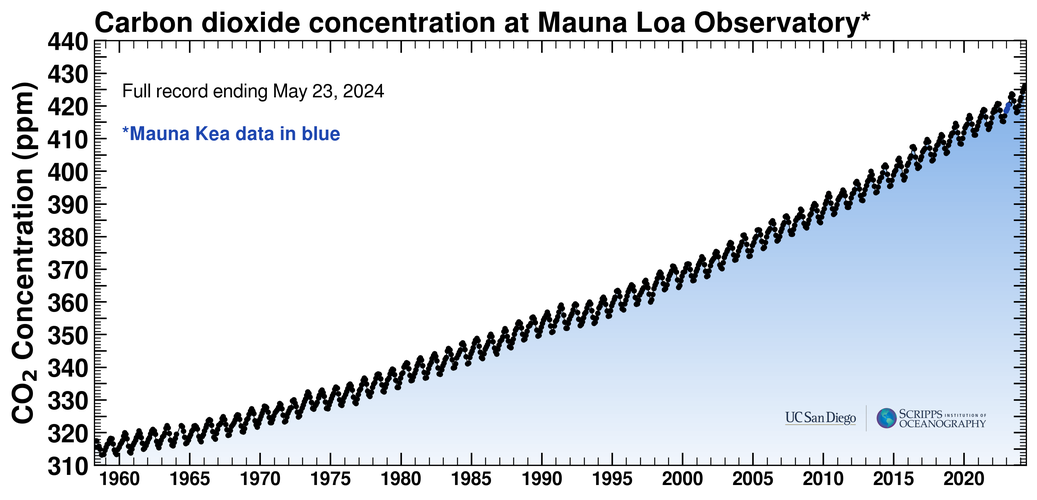 Carbon dioxide concentration at Mauna Loa Observatory*
CO₂ Concentration (ppm)
440
430
420
410
400
390
380
370
360
350
340
330
320
310
Full record ending May 23, 2024
*Mauna Kea data in blue
UC San Diego
SCRIPPS INSTITUTION OF
OCEANOGRAPHY
1960 1965 1970 1975 1980 1985 1990 1995 2000 2005 2010 2015 2020